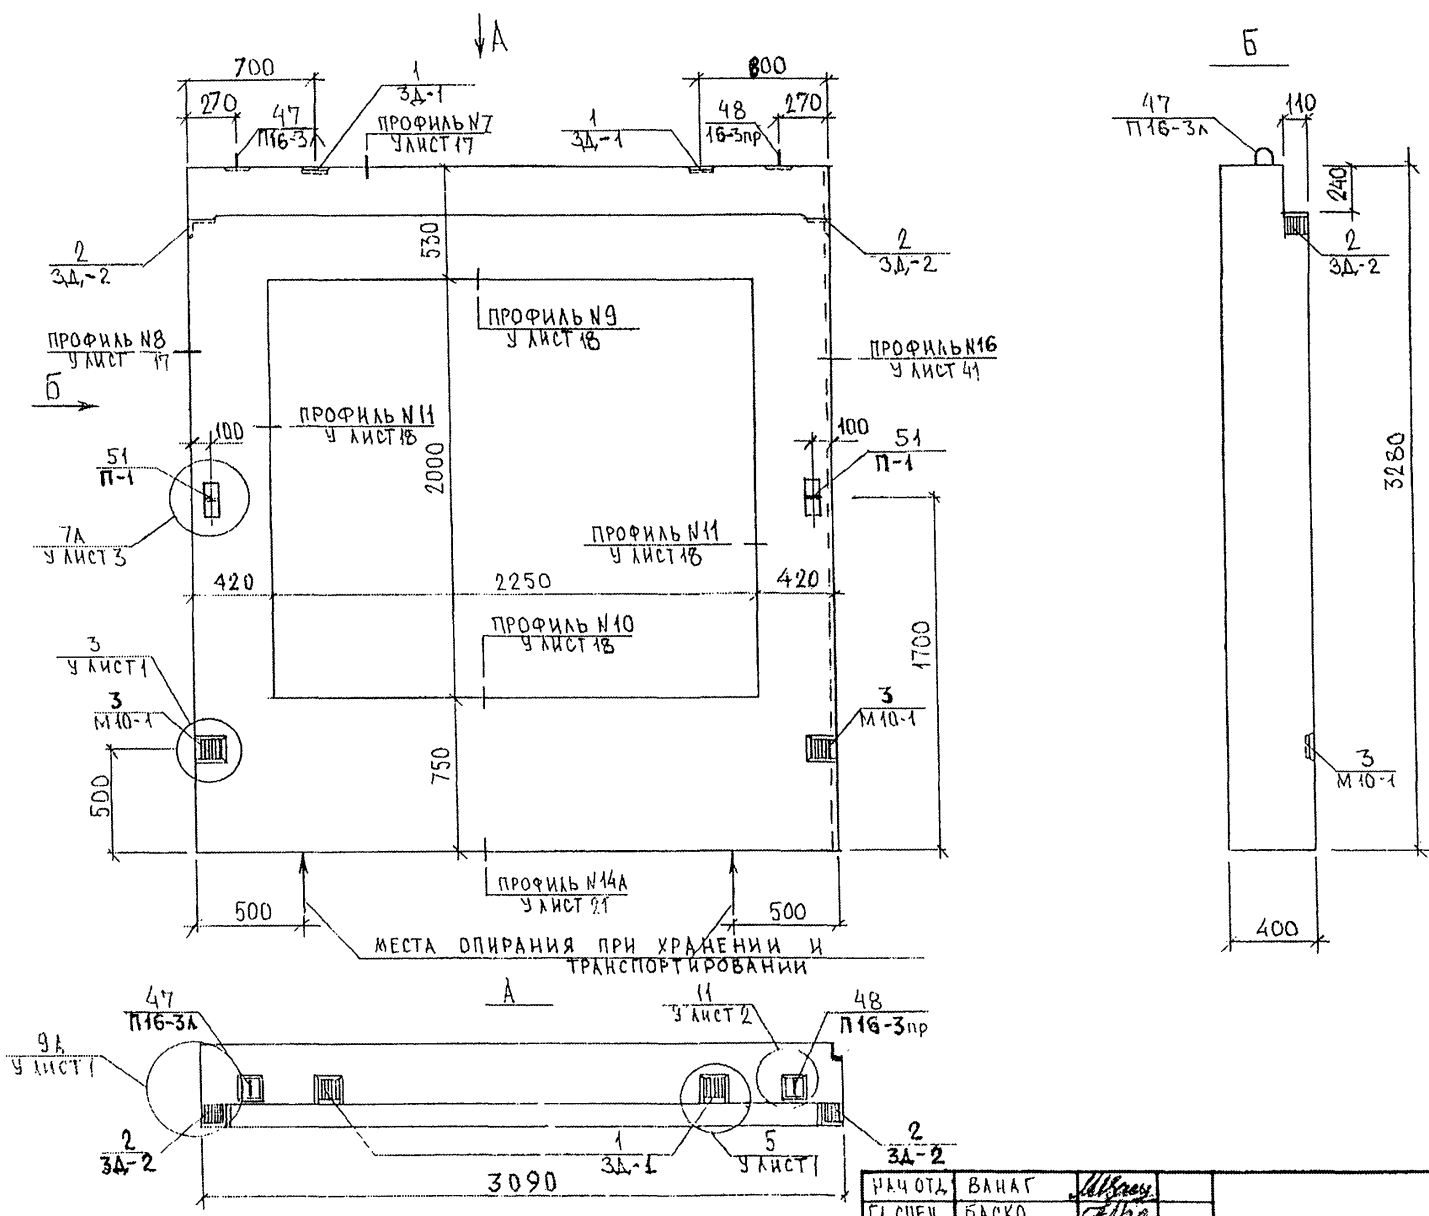 А
Б
700
1
ЗД-1
800
270
47
П16-3л
ПРОФИЛЬ N7
У ЛИСТ 17
1
ЗД-1
48
16-3пр
270
47
П16-3л
110
240
2
ЗД-2
530
2
ЗД-2
2
ЗД-2
ПРОФИЛЬ N9
У ЛИСТ 18
ПРОФИЛЬ N8
У ЛИСТ 17
ПРОФИЛЬ N16
У ЛИСТ 41
Б
ПРОФИЛЬ N11
У ЛИСТ 18
100
100
51
П-1
51
П-1
2000
3280
7А
У ЛИСТ 3
ПРОФИЛЬ N11
У ЛИСТ 18
420
2250
420
ПРОФИЛЬ N10
У ЛИСТ 18
1700
3
У ЛИСТ 1
3
М10-1
3
М10-1
750
500
3
М10-1
ПРОФИЛЬ N14А
У ЛИСТ 21
500
500
400
МЕСТА ОПИРАНИЯ ПРИ ХРАНЕНИИ И
ТРАНСПОРТИРОВАНИИ
А
47
П16-3л
11
У ЛИСТ 2
48
П16-3пр
9А
У ЛИСТ 1
2
ЗД-2
1
ЗД-1
5
У ЛИСТ 1
2
ЗД-2
3090
НАЧ ОТД ВАНАГ
ГЛ СПЕЦ БАСКО